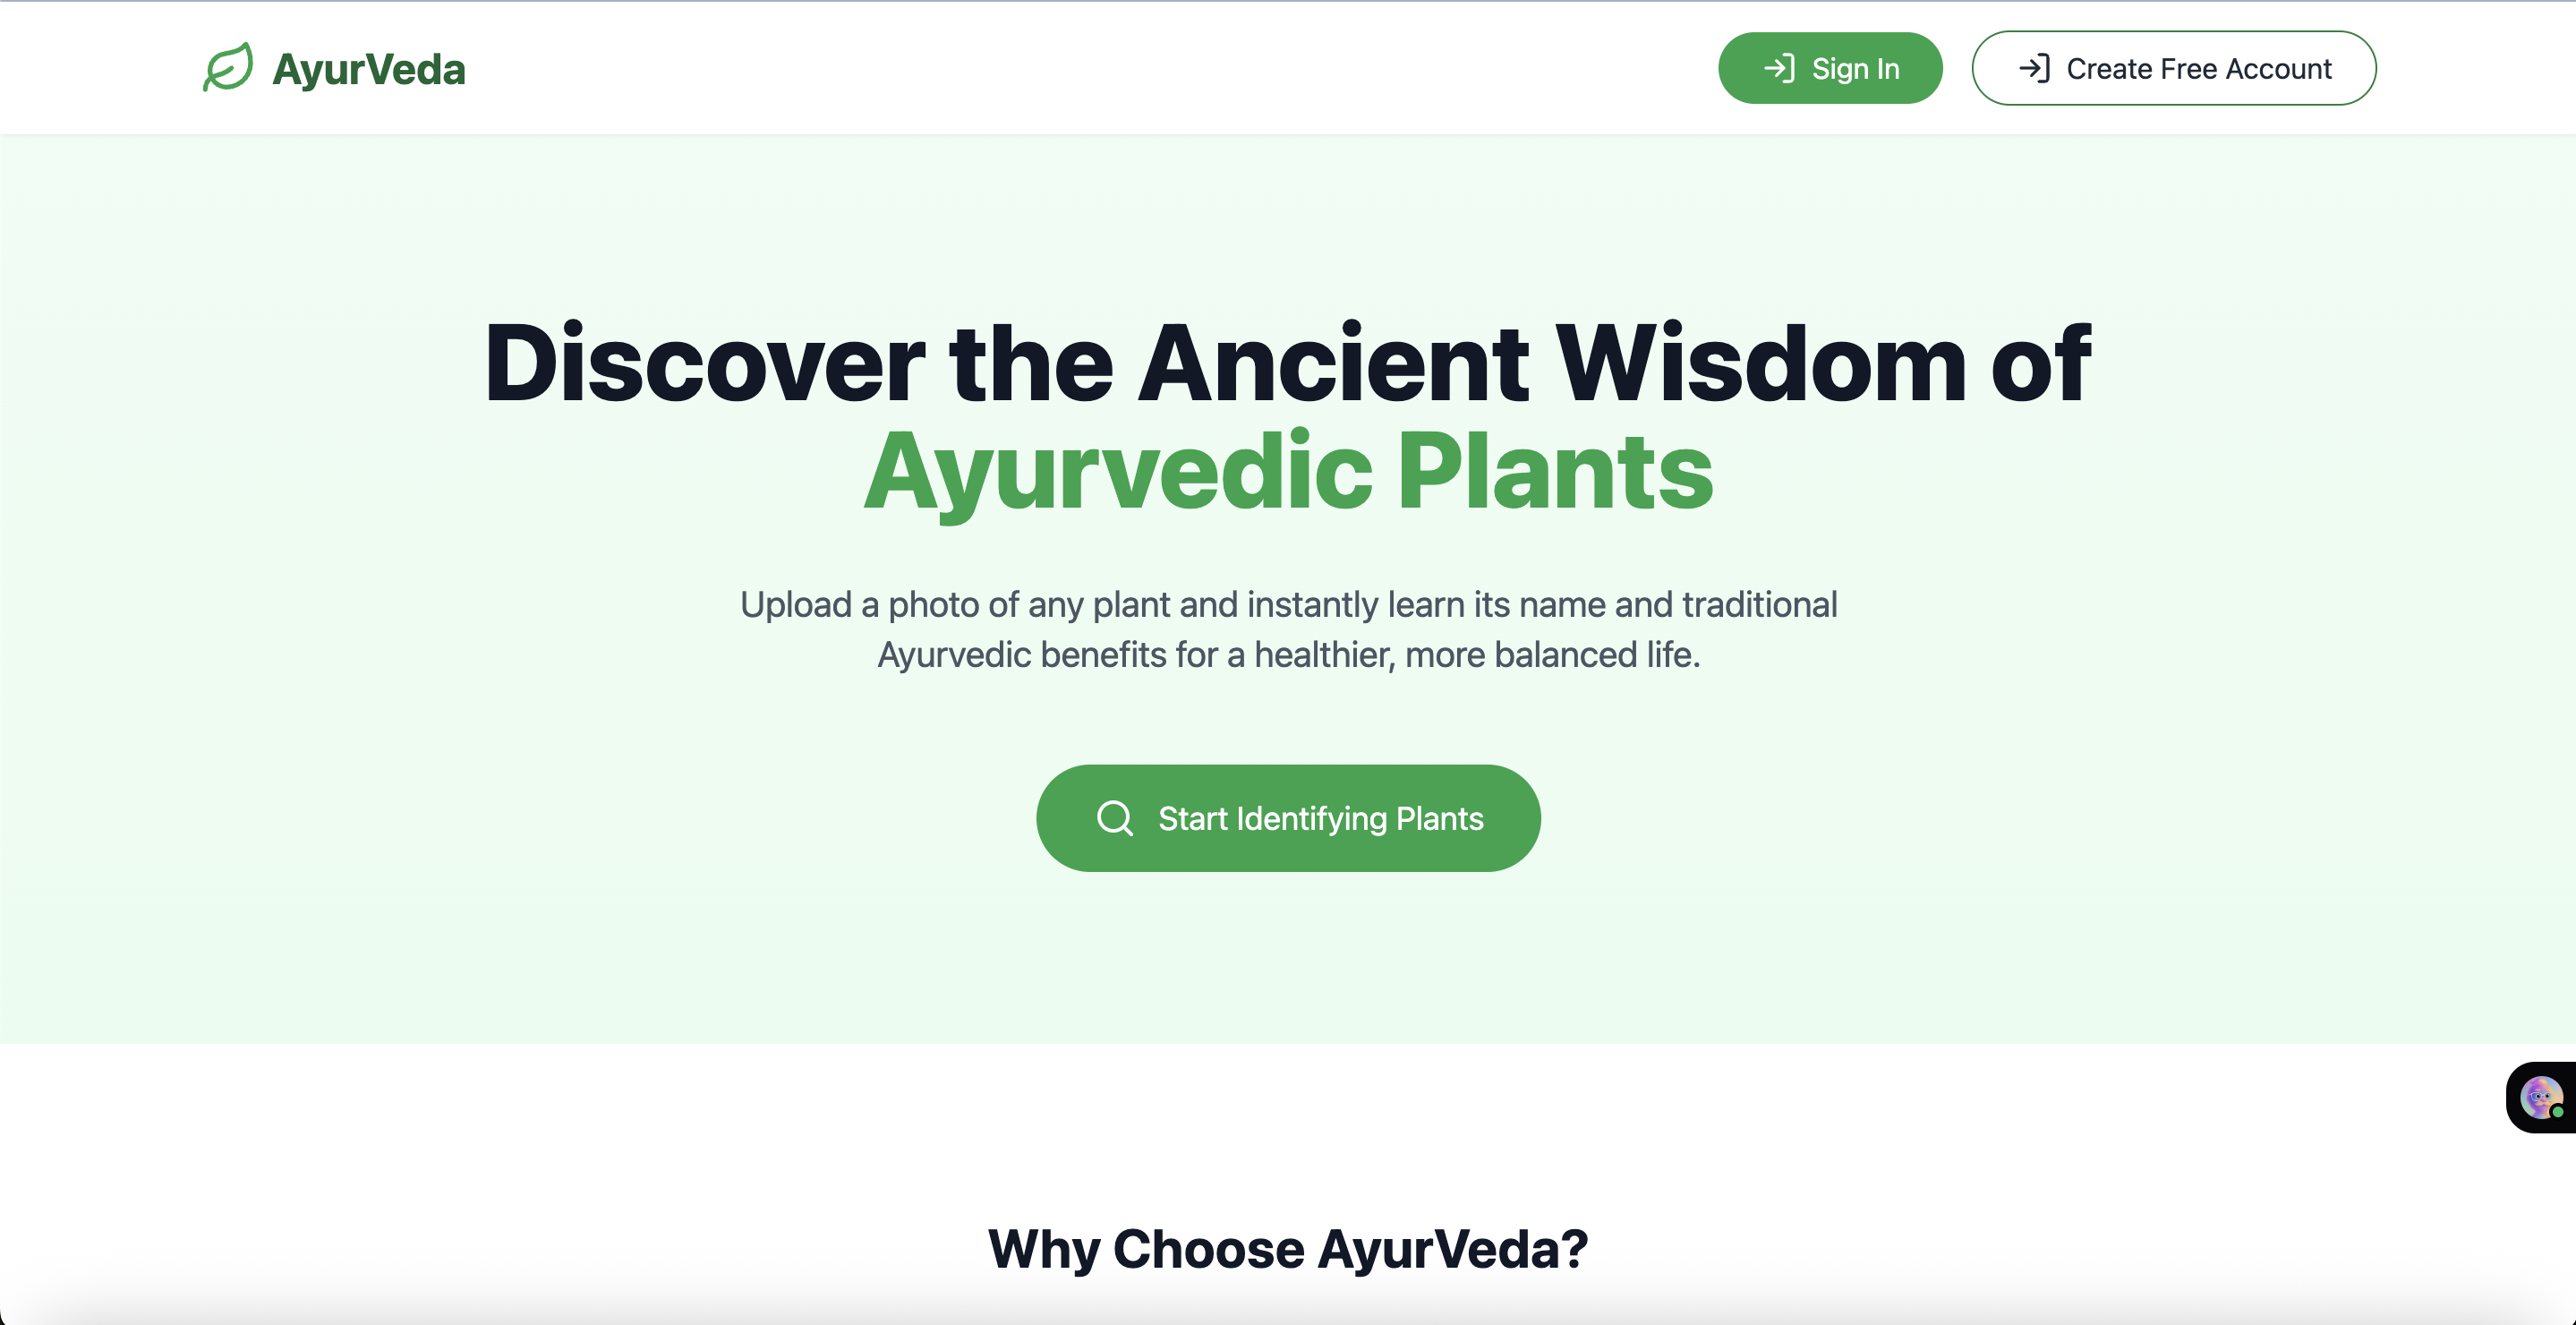 AyurVeda
Sign In
Create Free Account
Discover the Ancient Wisdom of
Ayurvedic Plants
Upload a photo of any plant and instantly learn its name and traditional
Ayurvedic benefits for a healthier, more balanced life.
Start Identifying Plants
Why Choose AyurVeda?